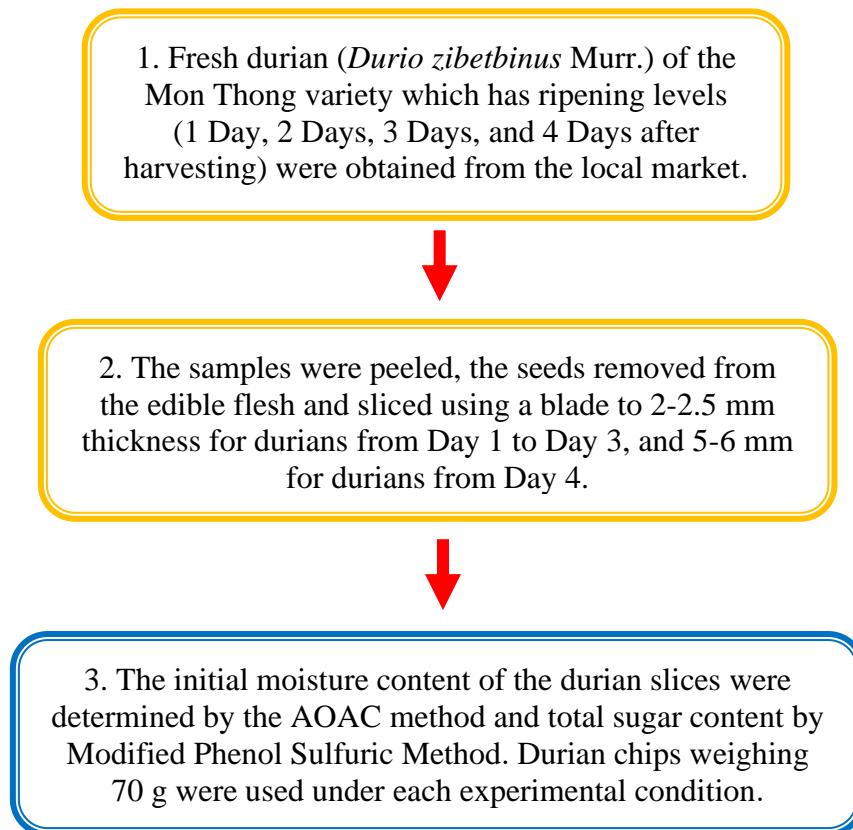 1. Fresh durian (Durio zibetbinus Murr.) of the
Mon Thong variety which has ripening levels
(1 Day, 2 Days, 3 Days, and 4 Days after
harvesting) were obtained from the local market.
2. The samples were peeled, the seeds removed from
the edible flesh and sliced using a blade to 2-2.5 mm
thickness for durians from Day 1 to Day 3, and 5-6 mm
for durians from Day 4.
3. The initial moisture content of the durian slices were
determined by the AOAC method and total sugar content by
Modified Phenol Sulfuric Method. Durian chips weighing
70 g were used under each experimental condition.